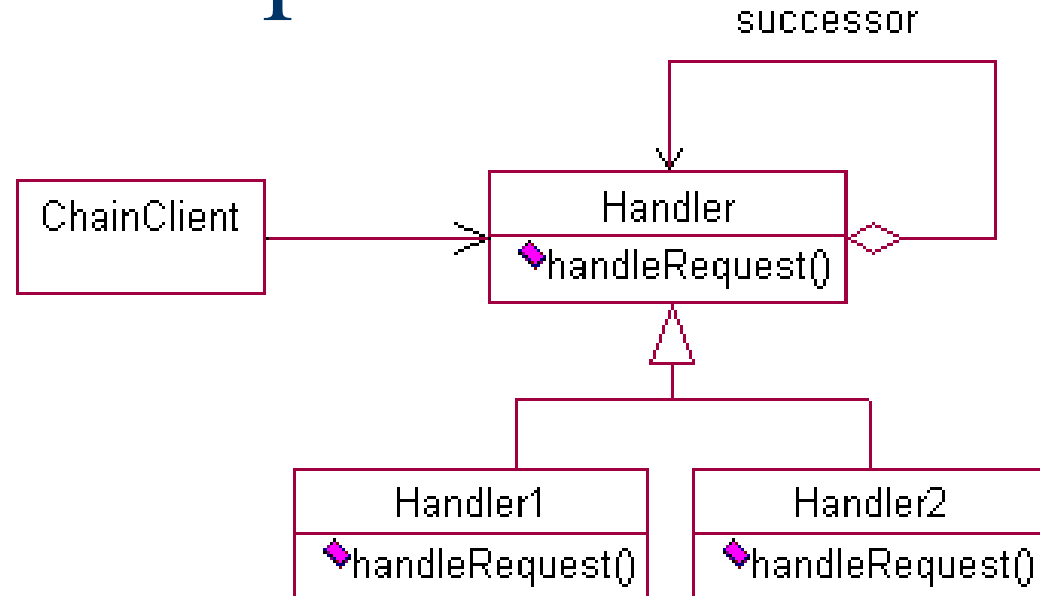 successor
ChainClient
Handler
handleRequest()
Handler1
handleRequest()
Handler2
handleRequest()